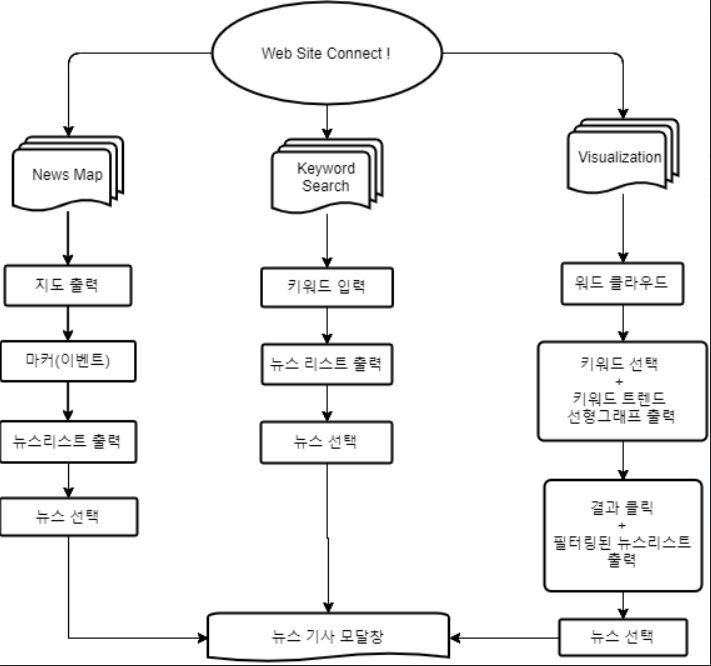 Web Site Connect !
News Map
Keyword
Search
Visualization
지도 출력
키워드 입력
워드 클라우드
마커(이벤트)
뉴스 리스트 출력
키워드 선택
+
키워드 트렌드
선형그래프 출력
뉴스리스트 출력
뉴스 선택
뉴스 선택
결과 클릭
+
필터링된 뉴스리스트
출력
뉴스 기사 모달창
뉴스 선택